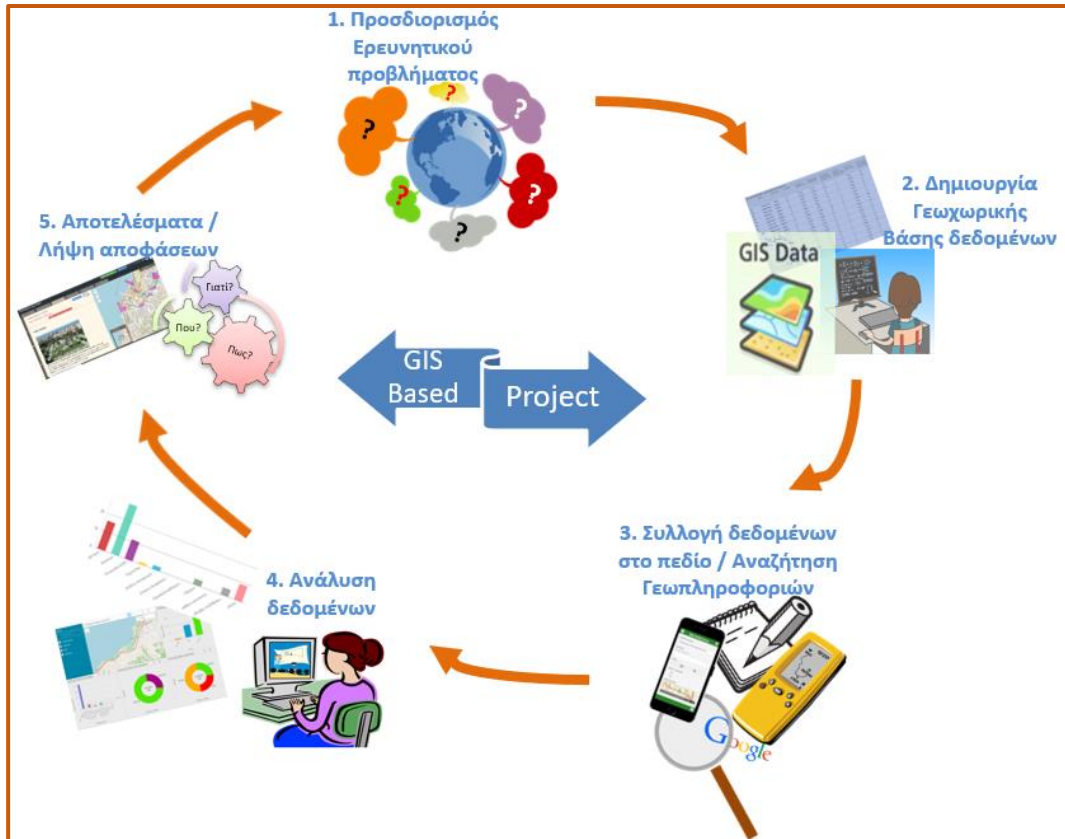 1. Προσδιορισμός
Ερευνητικού
προβλήματος
?
?
?
?
?
?
2. Δημιουργία
Γεωχωρικής
Βάσης δεδομένων
GIS Data
5. Αποτελέσματα /
Λήψη αποφάσεων
Γιατί?
Που?
Πως?
GIS
Based
Project
3. Συλλογή δεδομένων
στο πεδίο / Αναζήτηση
Γεωπληροφοριών
Google
4. Ανάλυση
δεδομένων